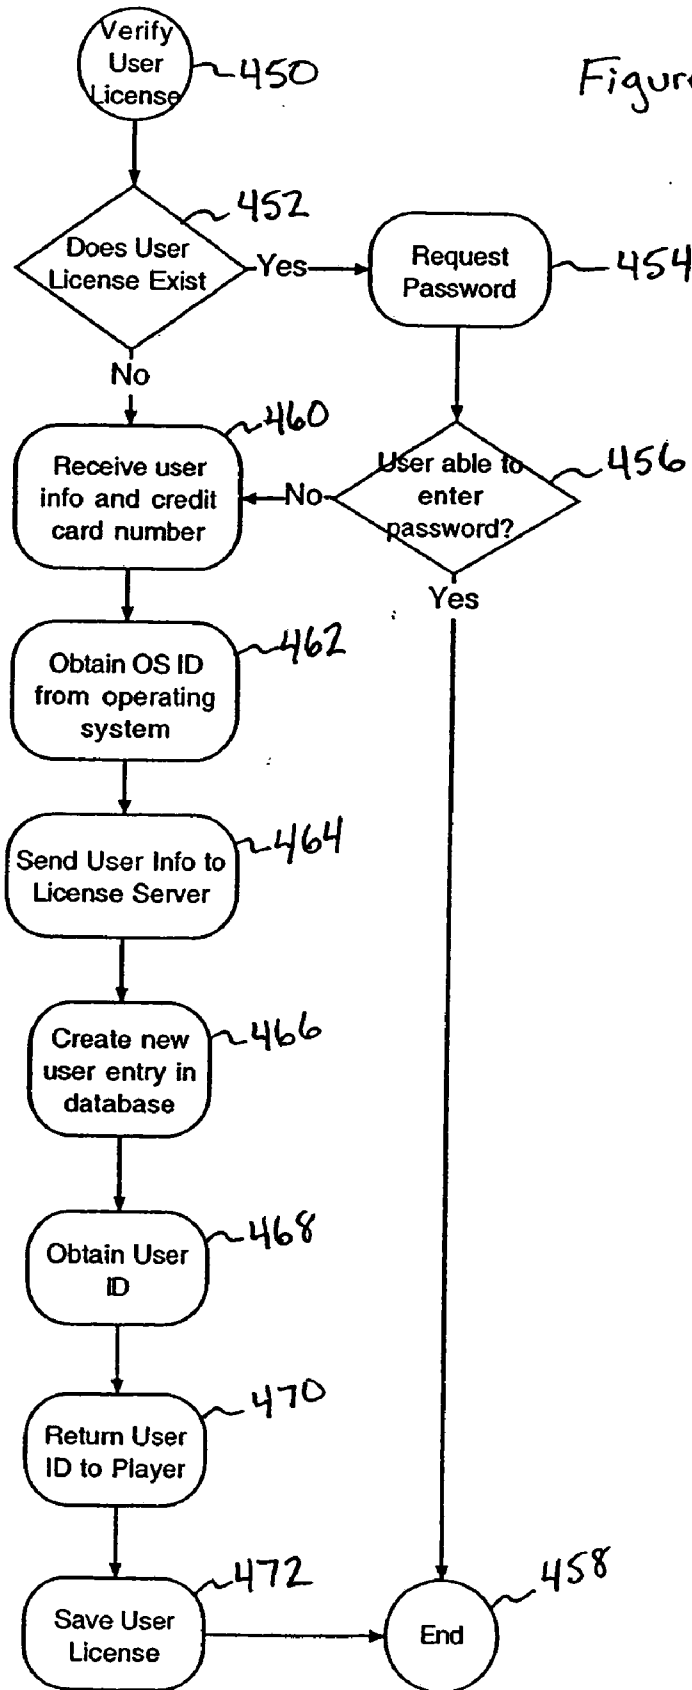 Verify
User
License
450
Figure
452
Does User
License Exist
Yes
Request
Password
454
No
460
Receive user
info and credit
card number
No
User able to
enter
password?
456
Yes
462
Obtain OS ID
from operating
system
464
Send User Info to
License Server
466
Create new
user entry in
database
468
Obtain User
ID
470
Return User
ID to Player
472
Save User
License
458
End